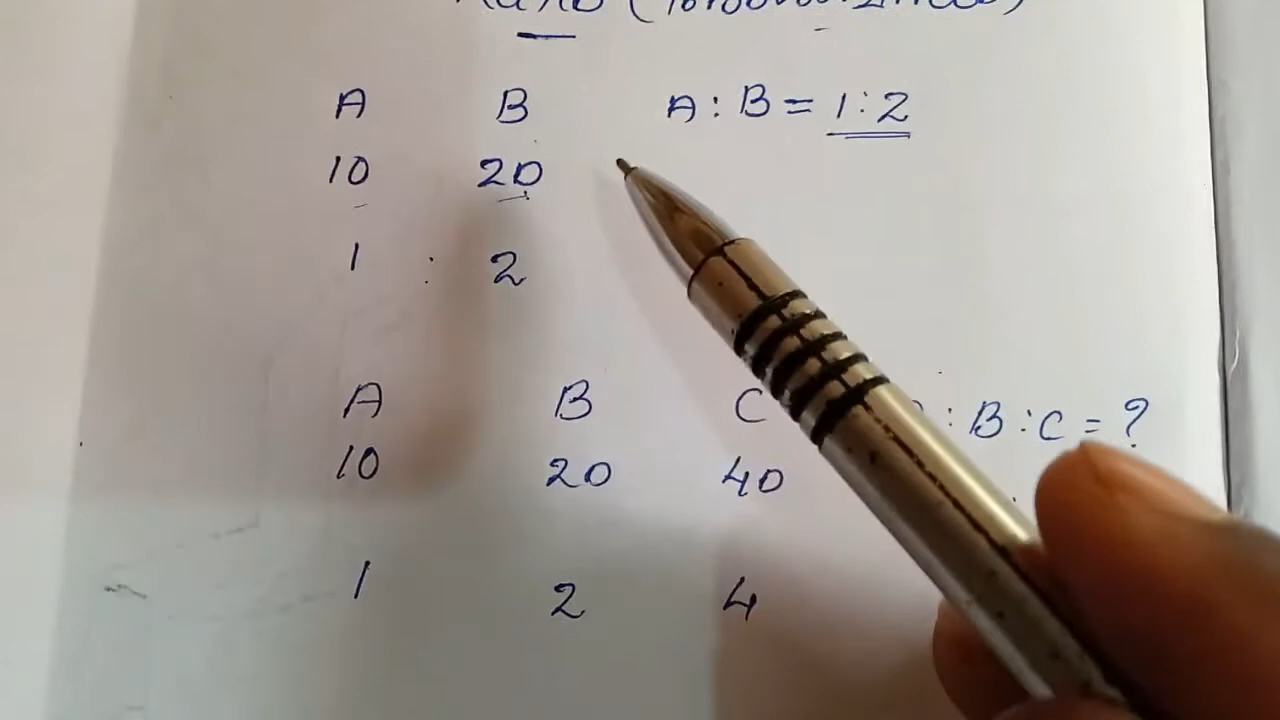 A B A : B = 1 : 2
10 20
1 : 2
A B C : B : C = ?
10 20 40
1 2 4